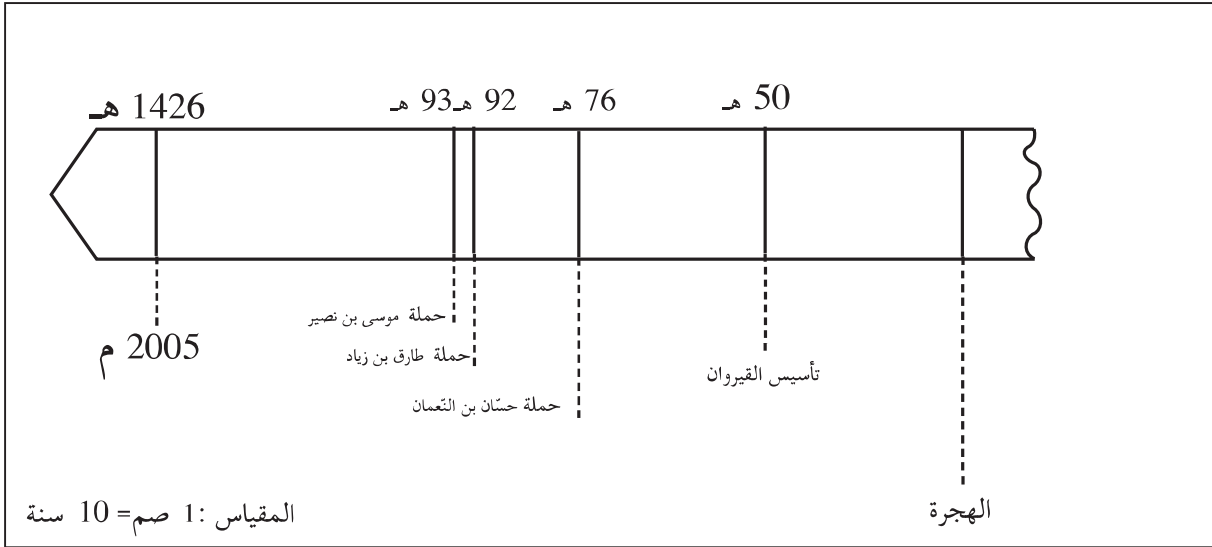 50 هـ
76 هـ
92 هـ
93 هـ
1426 هـ
الهجرة
تأسيس القيروان
حملة حسّان بن النّعمان
حملة طارق بن زياد
حملة موسى بن نصير
2005 م
المقياس :1 صم= 10 سنة